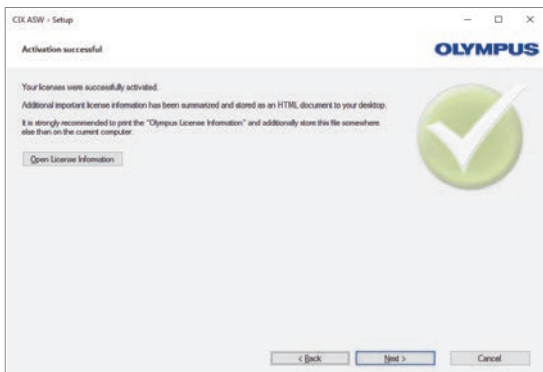 CIX ASW - Setup
Activation successful
OLYMPUS
Your licenses were successfully activated.
Additional important license information has been summarized and stored as an HTML document to your desktop.
It is strongly recommended to print the "Olympus License Information" and additionally store this file somewhere
else than on the current computer.
Open License Information
< Back
Next >
Cancel